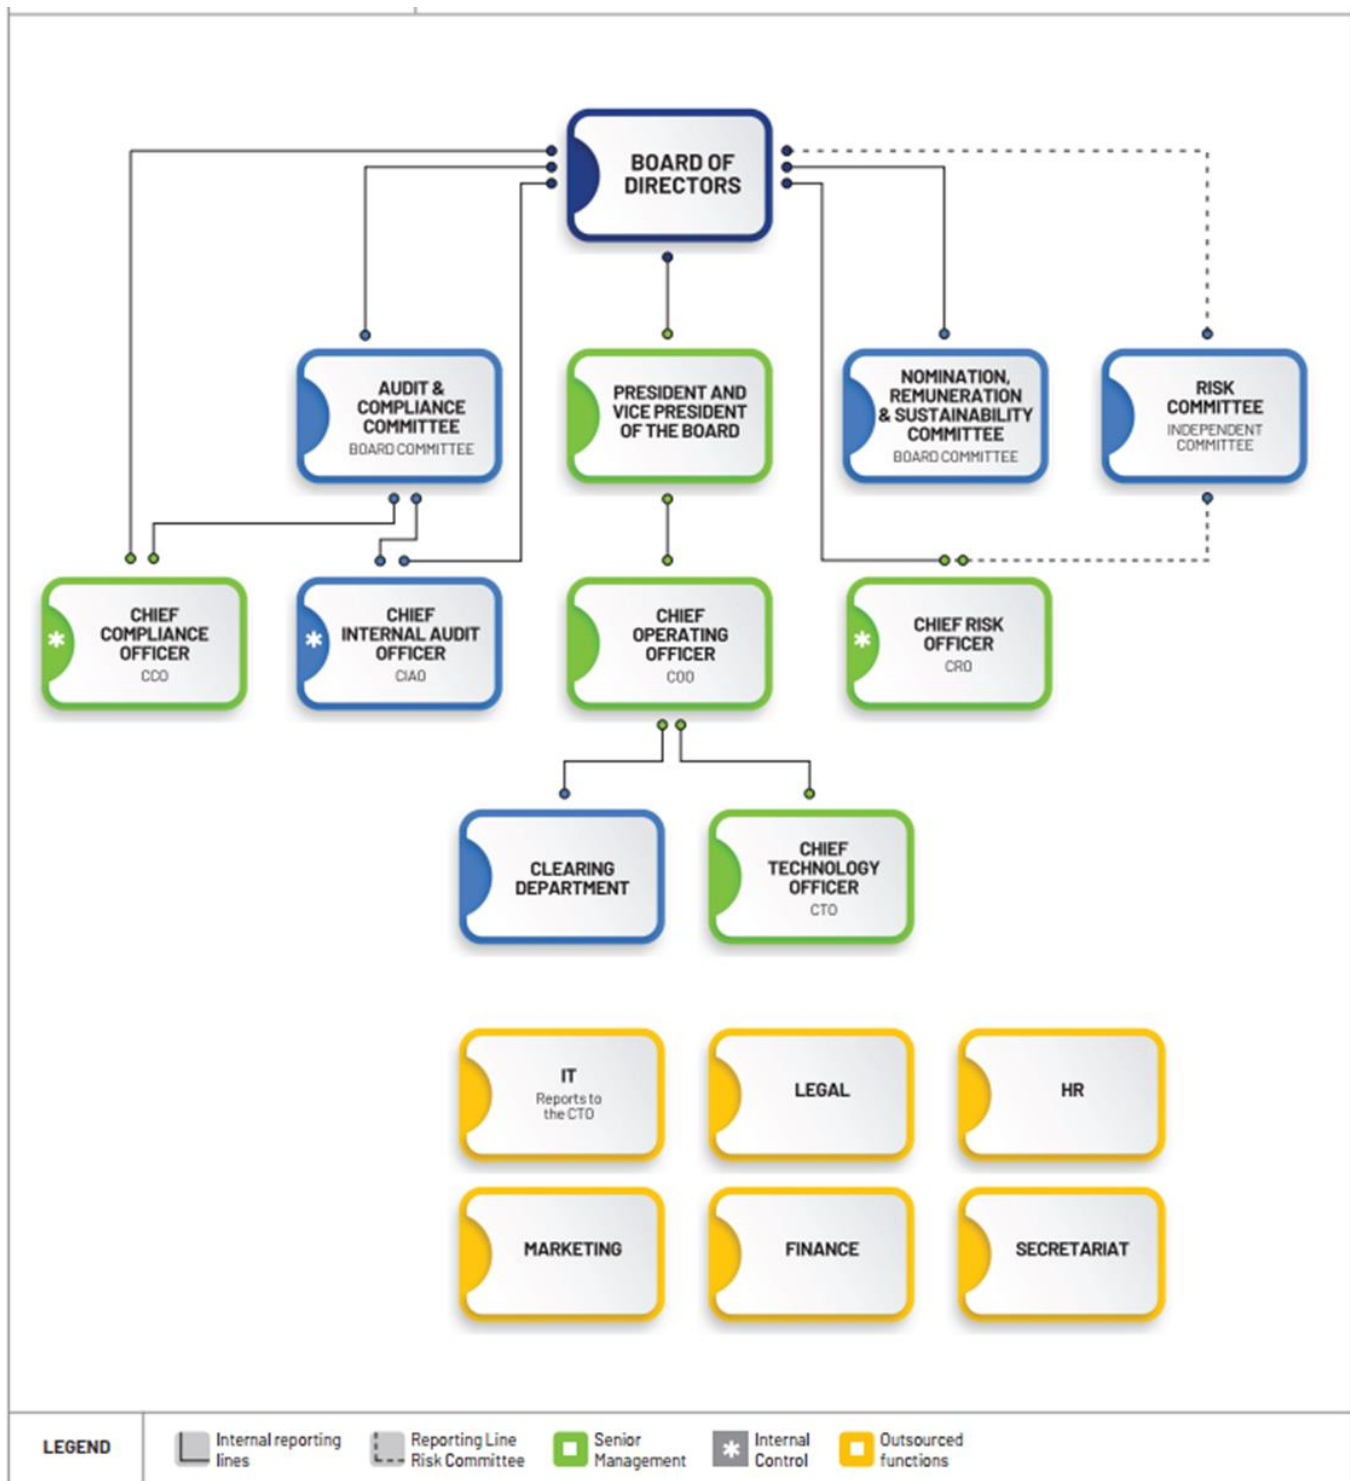 BOARD OF
DIRECTORS
AUDIT &
COMPLIANCE
COMMITTEE
BOARD COMMITTEE
PRESIDENT AND
VICE PRESIDENT
OF THE BOARD
NOMINATION,
REMUNERATION
& SUSTAINABILITY
COMMITTEE
BOARD COMMITTEE
RISK
COMMITTEE
INDEPENDENT
COMMITTEE
* CHIEF
COMPLIANCE
OFFICER
CCO
* CHIEF
INTERNAL AUDIT
OFFICER
CIAO
CHIEF
OPERATING
OFFICER
COO
* CHIEF RISK
OFFICER
CRO
CLEARING
DEPARTMENT
CHIEF
TECHNOLOGY
OFFICER
CTO
IT
Reports to
the CTO
LEGAL
HR
MARKETING
FINANCE
SECRETARIAT
LEGEND
Internal reporting
lines
Reporting Line
Risk Committee
Senior
Management
* Internal
Control
Outsourced
functions